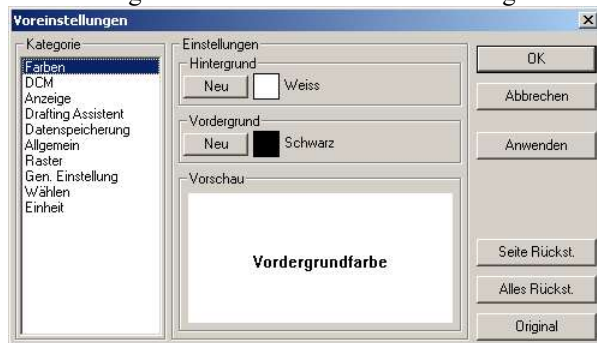 Voreinstellungen
Kategorie
Farben
DCM
Anzeige
Drafting Assistent
Datenspeicherung
Allgemein
Raster
Gen. Einstellung
Wählen
Einheit
Einstellungen
Hintergrund
Neu Weiss
Vordergrund
Neu Schwarz
Vorschau
Vordergrundfarbe
OK
Abbrechen
Anwenden
Seite Rückst.
Alles Rückst.
Original